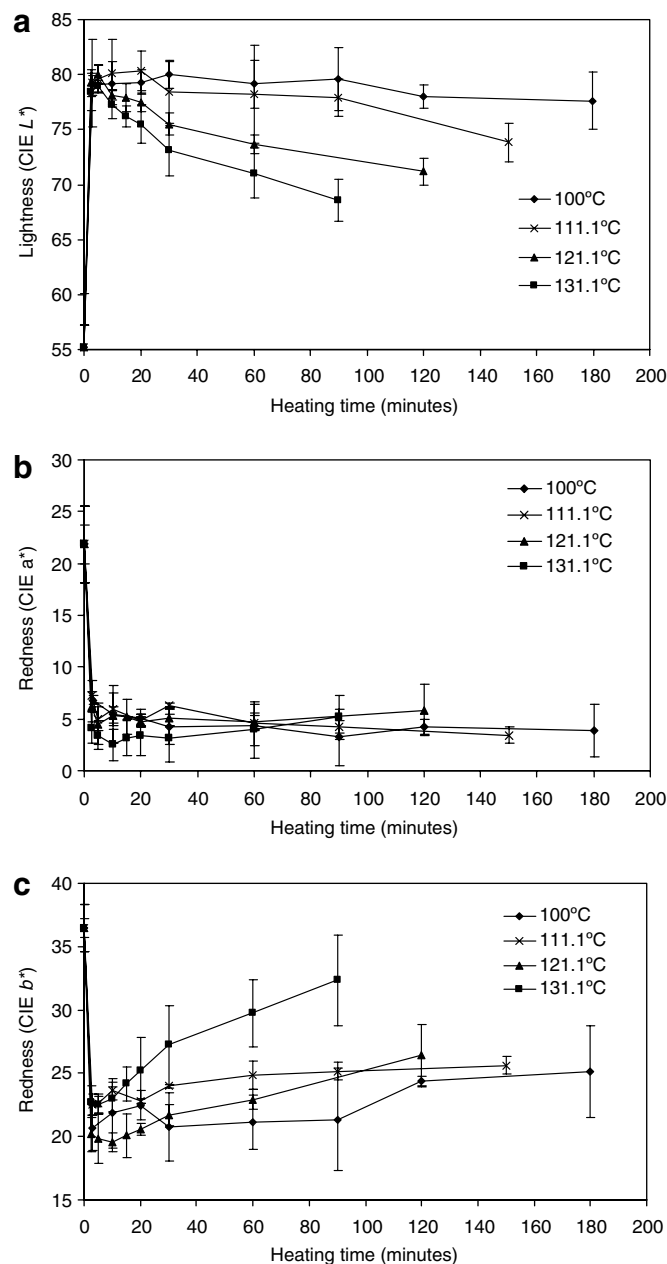 a
80
75
70
65
60
55
Lightness (CIE L*)
100ºC
111.1ºC
121.1ºC
131.1ºC
0 20 40 60 80 100 120 140 160 180 200
Heating time (minutes)
b
30
25
20
15
10
5
0
Redness (CIE a*)
100ºC
111.1ºC
121.1ºC
131.1ºC
0 20 40 60 80 100 120 140 160 180 200
Heating time (minutes)
c
40
35
30
25
20
15
Redness (CIE b*)
100ºC
111.1ºC
121.1ºC
131.1ºC
0 20 40 60 80 100 120 140 160 180 200
Heating time (minutes)